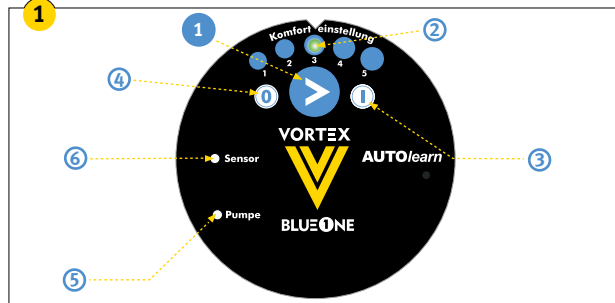 1
Komfort einstellung
1 2 3 4 5
1
2
>
4
0
I
3
VORTEX
6
Sensor
AUTOlearn
V
Pumpe
BLUE1NE
5